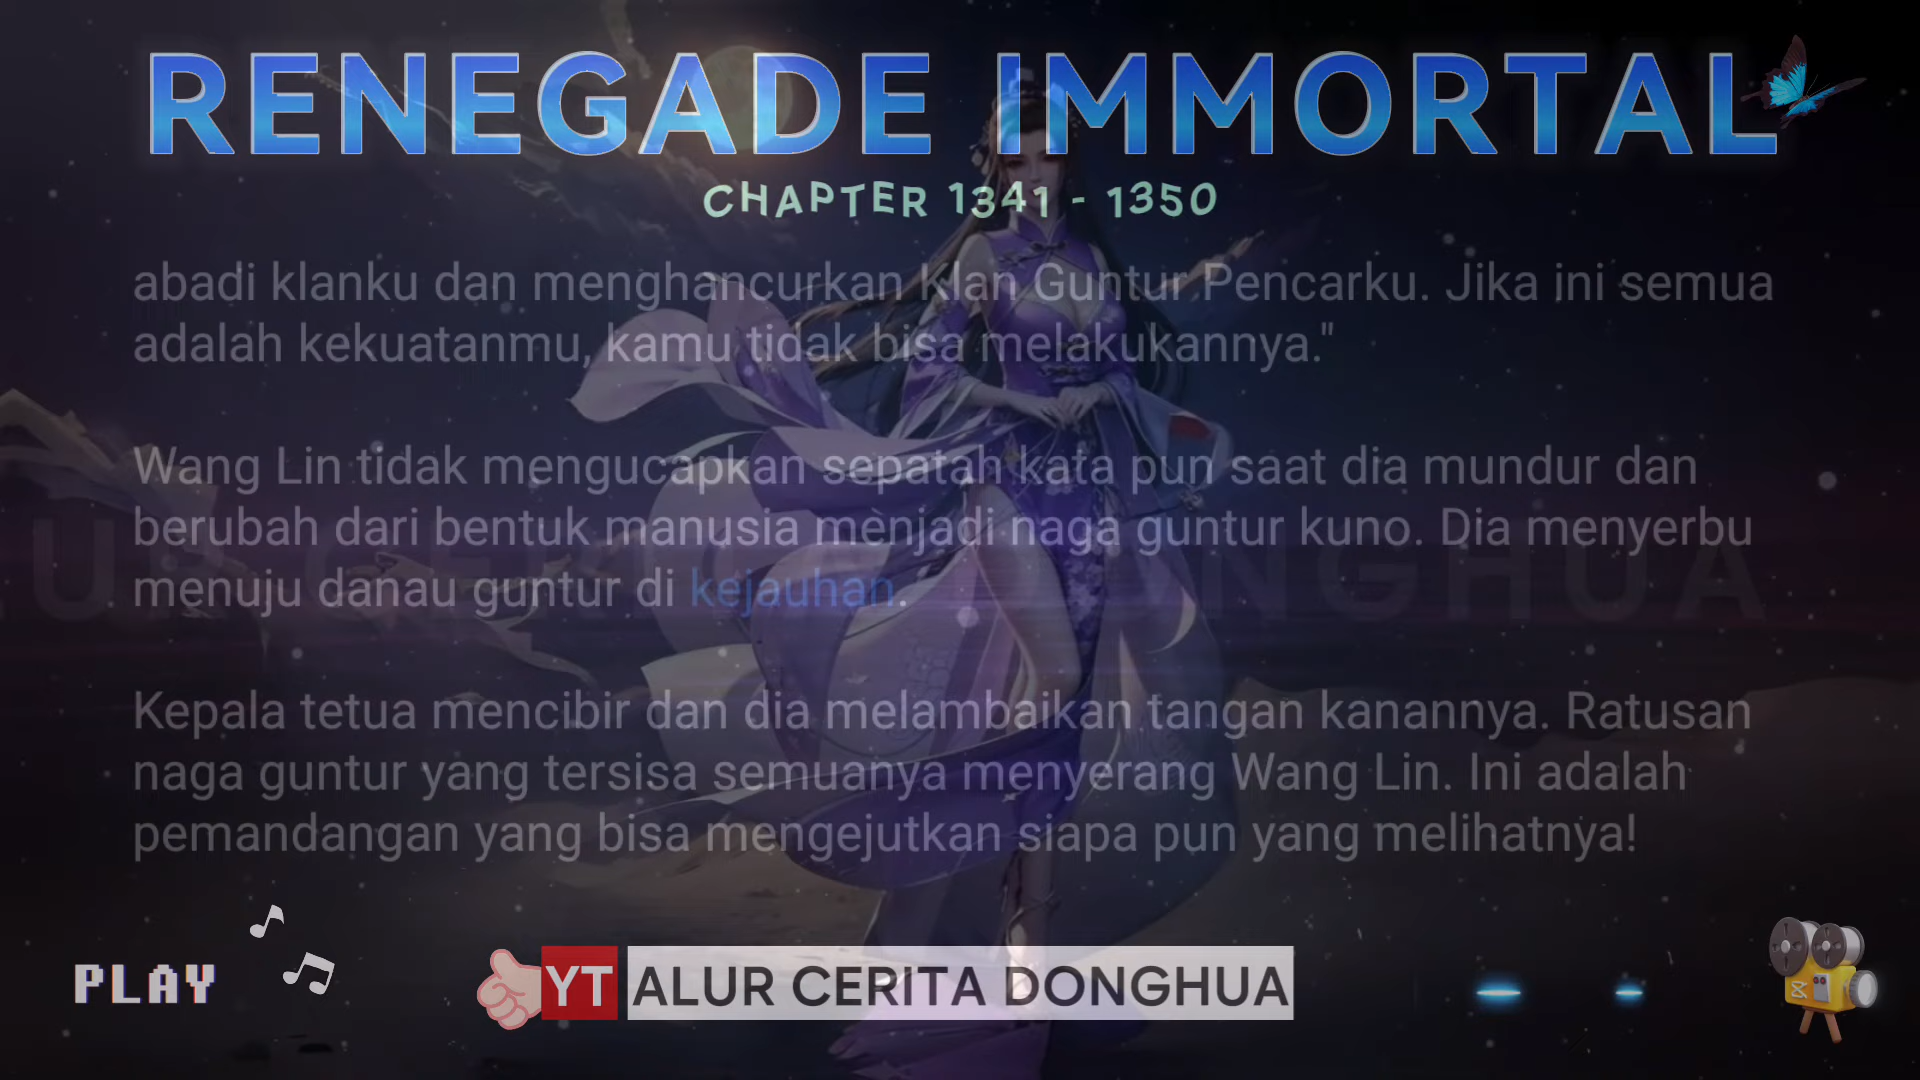 RENEGADE IMMORTAL
CHAPTER 1341 - 1350
abadi klanku dan menghancurkan Klan Guntur Pencarku. Jika ini semua
adalah kekuatanmu, kamu tidak bisa melakukannya."
Wang Lin tidak mengucapkan sepatah kata pun saat dia mundur dan
berubah dari bentuk manusia menjadi naga guntur kuno. Dia menyerbu
menuju danau guntur di kejauhan.
Kepala tetua mencibir dan dia melambaikan tangan kanannya. Ratusan
naga guntur yang tersisa semuanya menyerang Wang Lin. Ini adalah
pemandangan yang bisa mengejutkan siapa pun yang melihatnya!
PLAY
YT ALUR CERITA DONGHUA